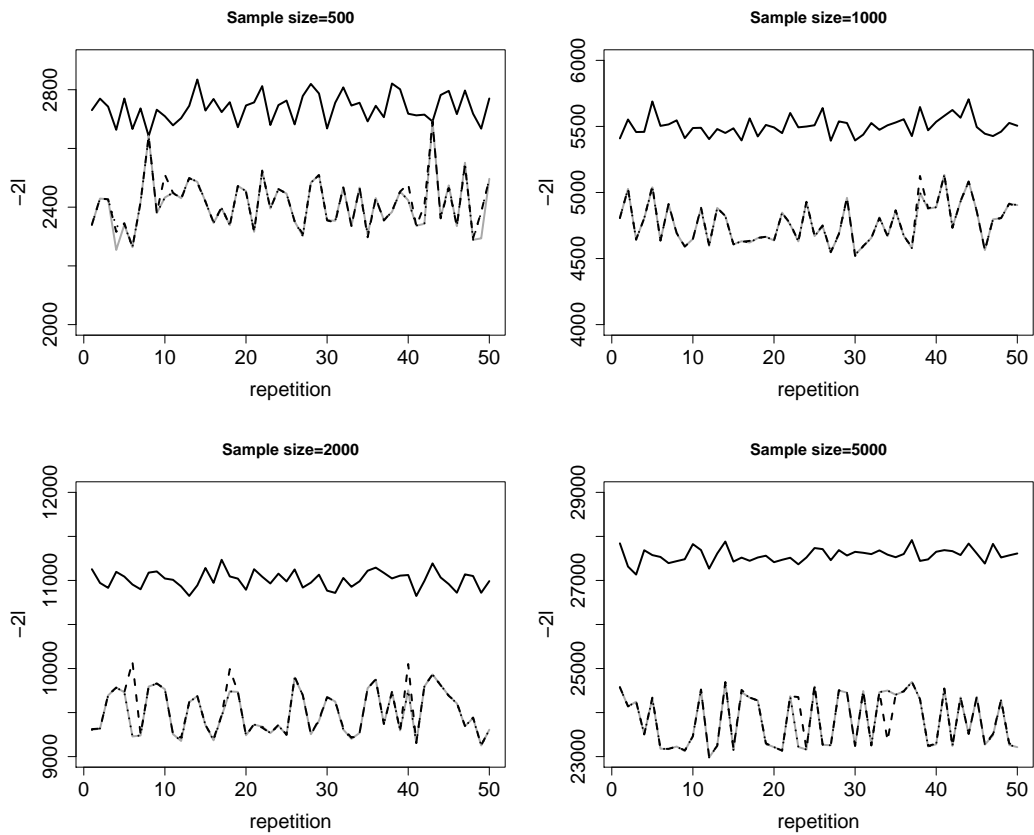 Sample size=500
−2l
2800
2400
2000
0 10 20 30 40 50
repetition
Sample size=1000
−2l
6000
5500
5000
4500
4000
0 10 20 30 40 50
repetition
Sample size=2000
−2l
12000
11000
10000
9000
0 10 20 30 40 50
repetition
Sample size=5000
−2l
29000
27000
25000
23000
0 10 20 30 40 50
repetition